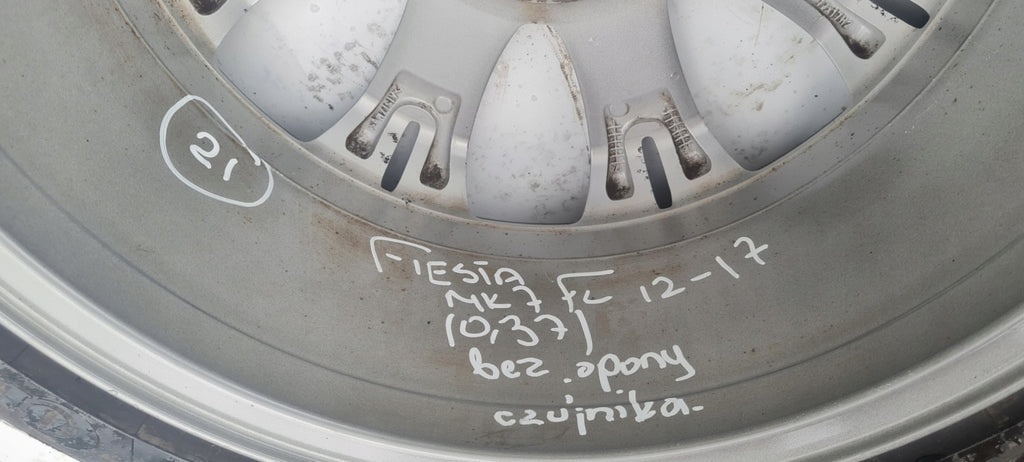 21
FIESTA
MK7 FL 12-17
(0,37)
bez opony
czujnika.